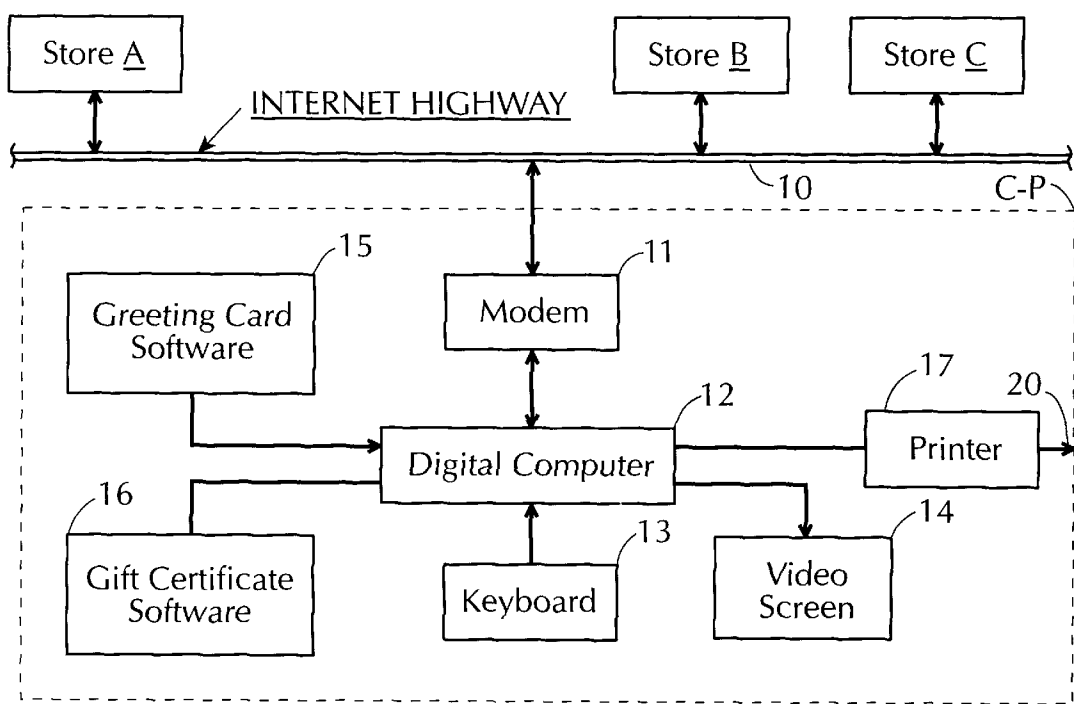 Store A
Store B
Store C
INTERNET HIGHWAY
10
C-P
15
11
Greeting Card
Software
Modem
12
17
20
Digital Computer
Printer
16
13
14
Gift Certificate
Software
Keyboard
Video
Screen